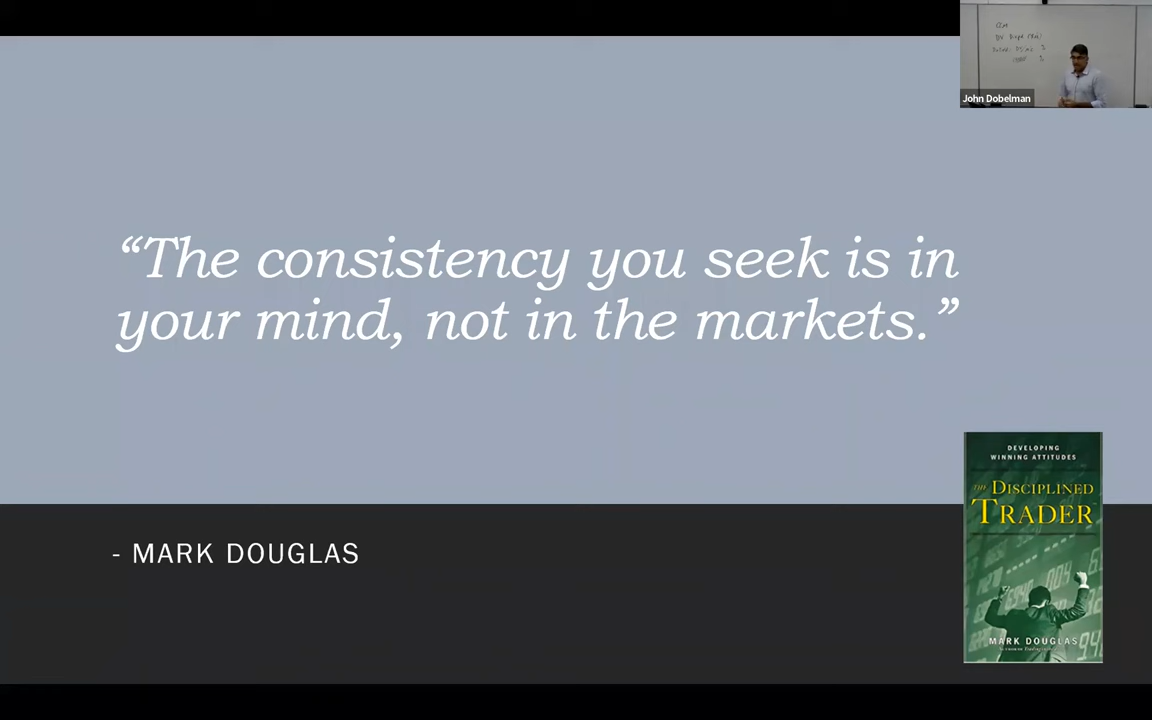 John Dobelman
“The consistency you seek is in
your mind, not in the markets.”
- MARK DOUGLAS
DEVELOPING
WINNING ATTITUDES
THE DISCIPLINED
TRADER
MARK DOUGLAS